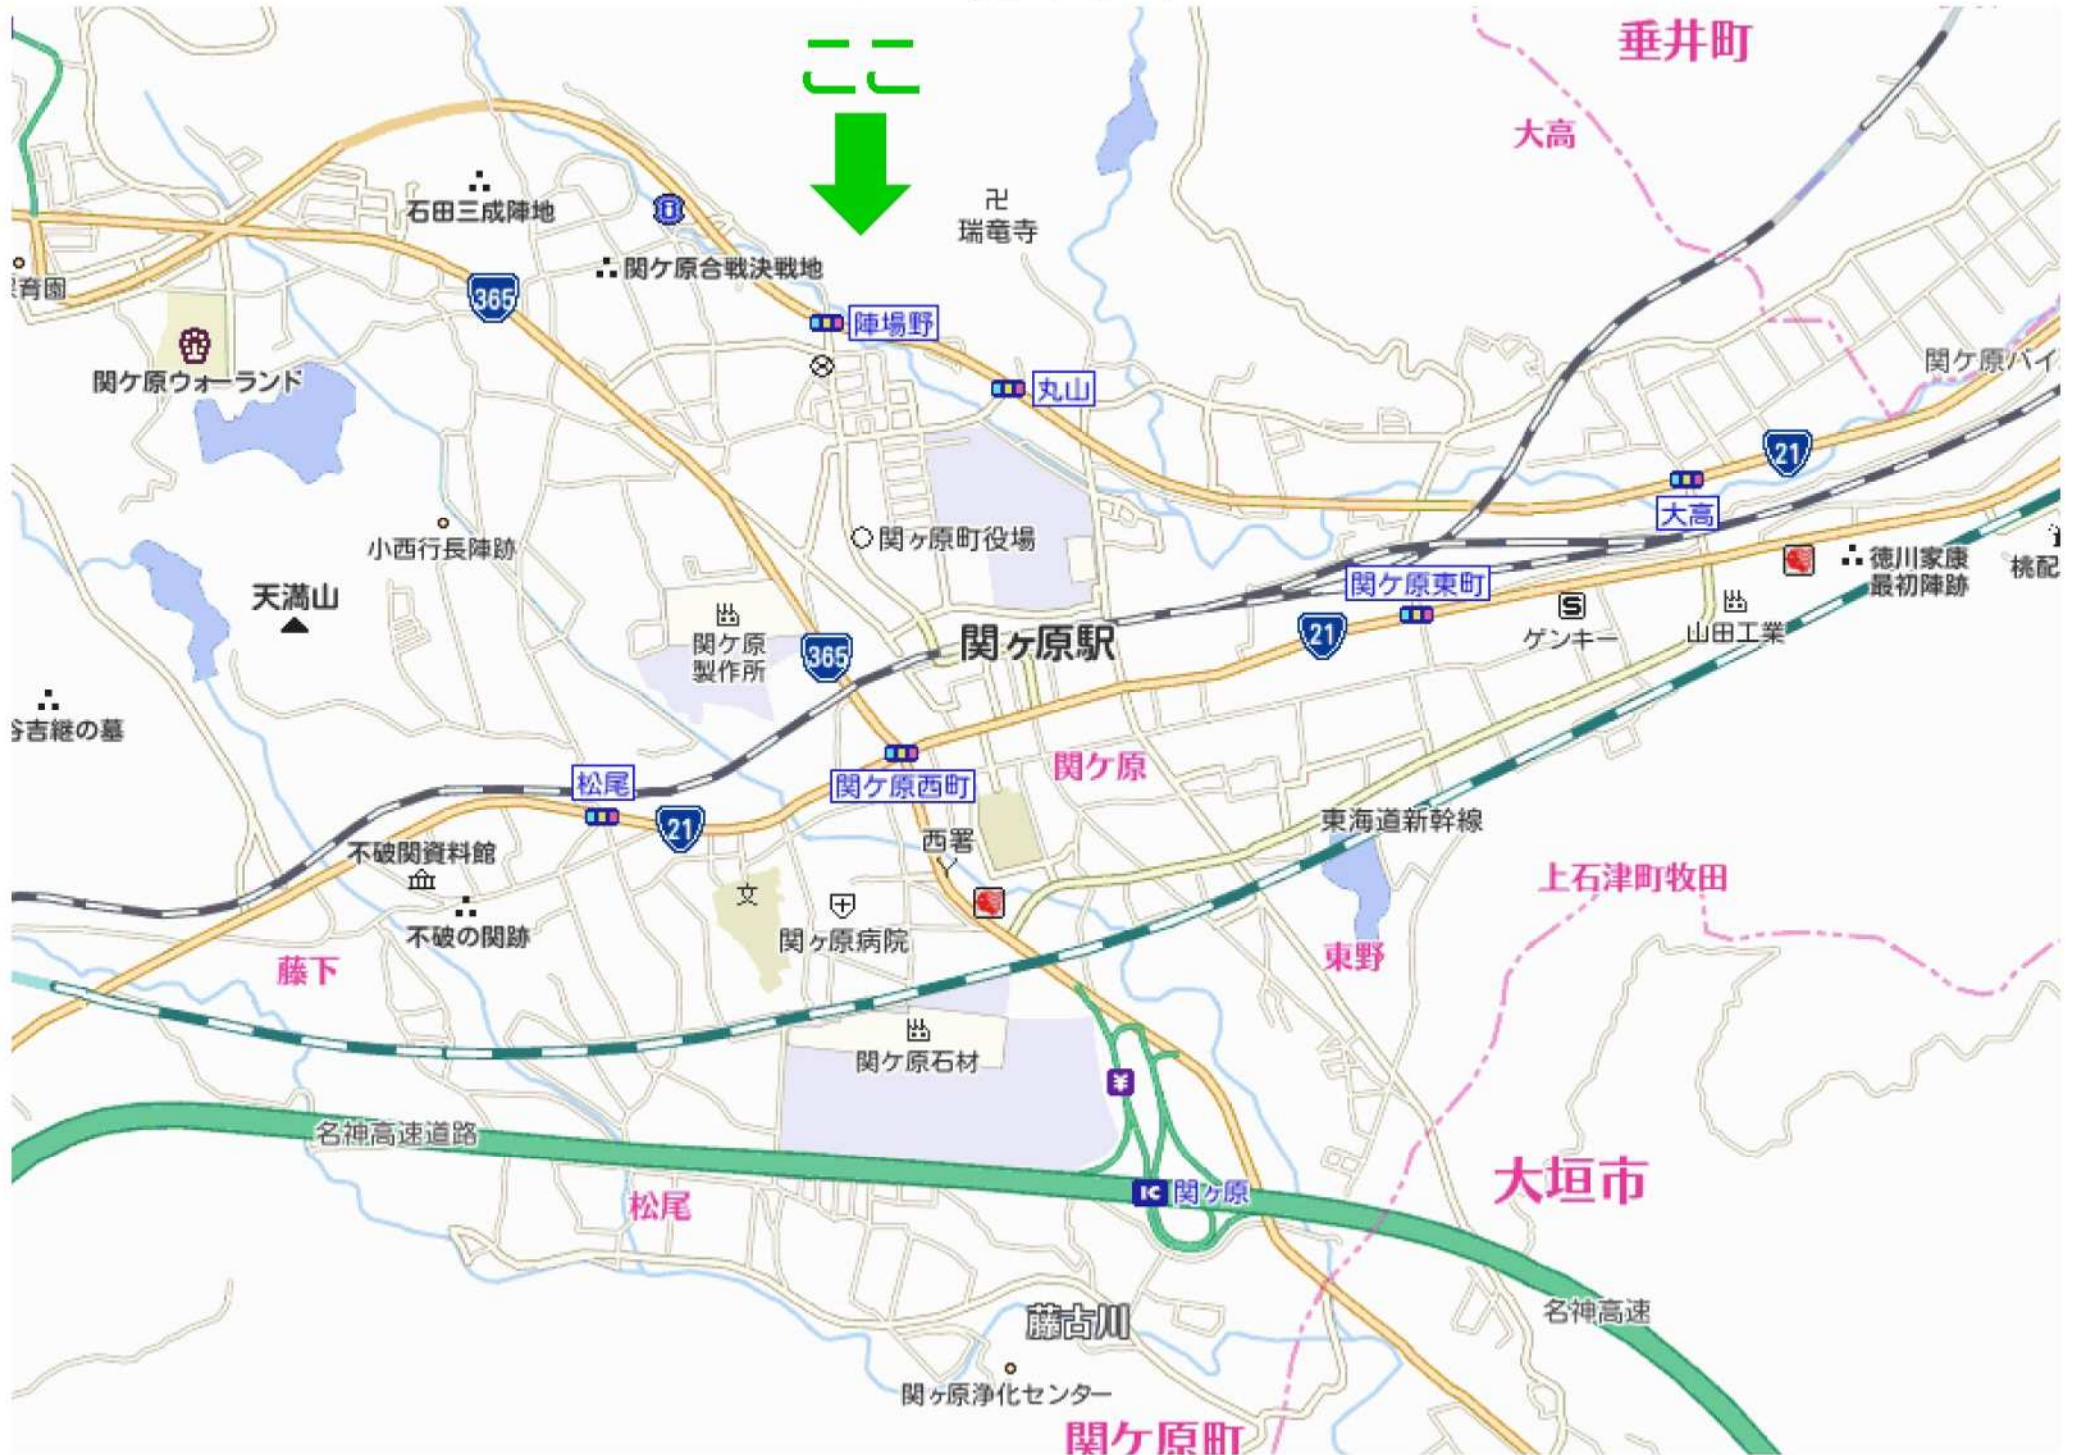 ここ
垂井町
大高
石田三成陣地
卍
瑞竜寺
関ケ原合戦決戦地
育園
365
陣場野
関ケ原ウォーランド
関ケ原バイ
丸山
21
大高
小西行長陣跡
関ヶ原町役場
徳川家康
最初陣跡
桃配
天満山
関ケ原東町
S
ゲンキー
山田工業
関ケ原
製作所
365
関ヶ原駅
21
谷吉継の墓
松尾
関ケ原西町
関ケ原
21
西署
東海道新幹線
不破関資料館
文
上石津町牧田
不破の関跡
関ヶ原病院
東野
藤下
関ケ原石材
¥
名神高速道路
IC 関ヶ原
大垣市
松尾
藤古川
名神高速
関ヶ原浄化センター
関ケ原町